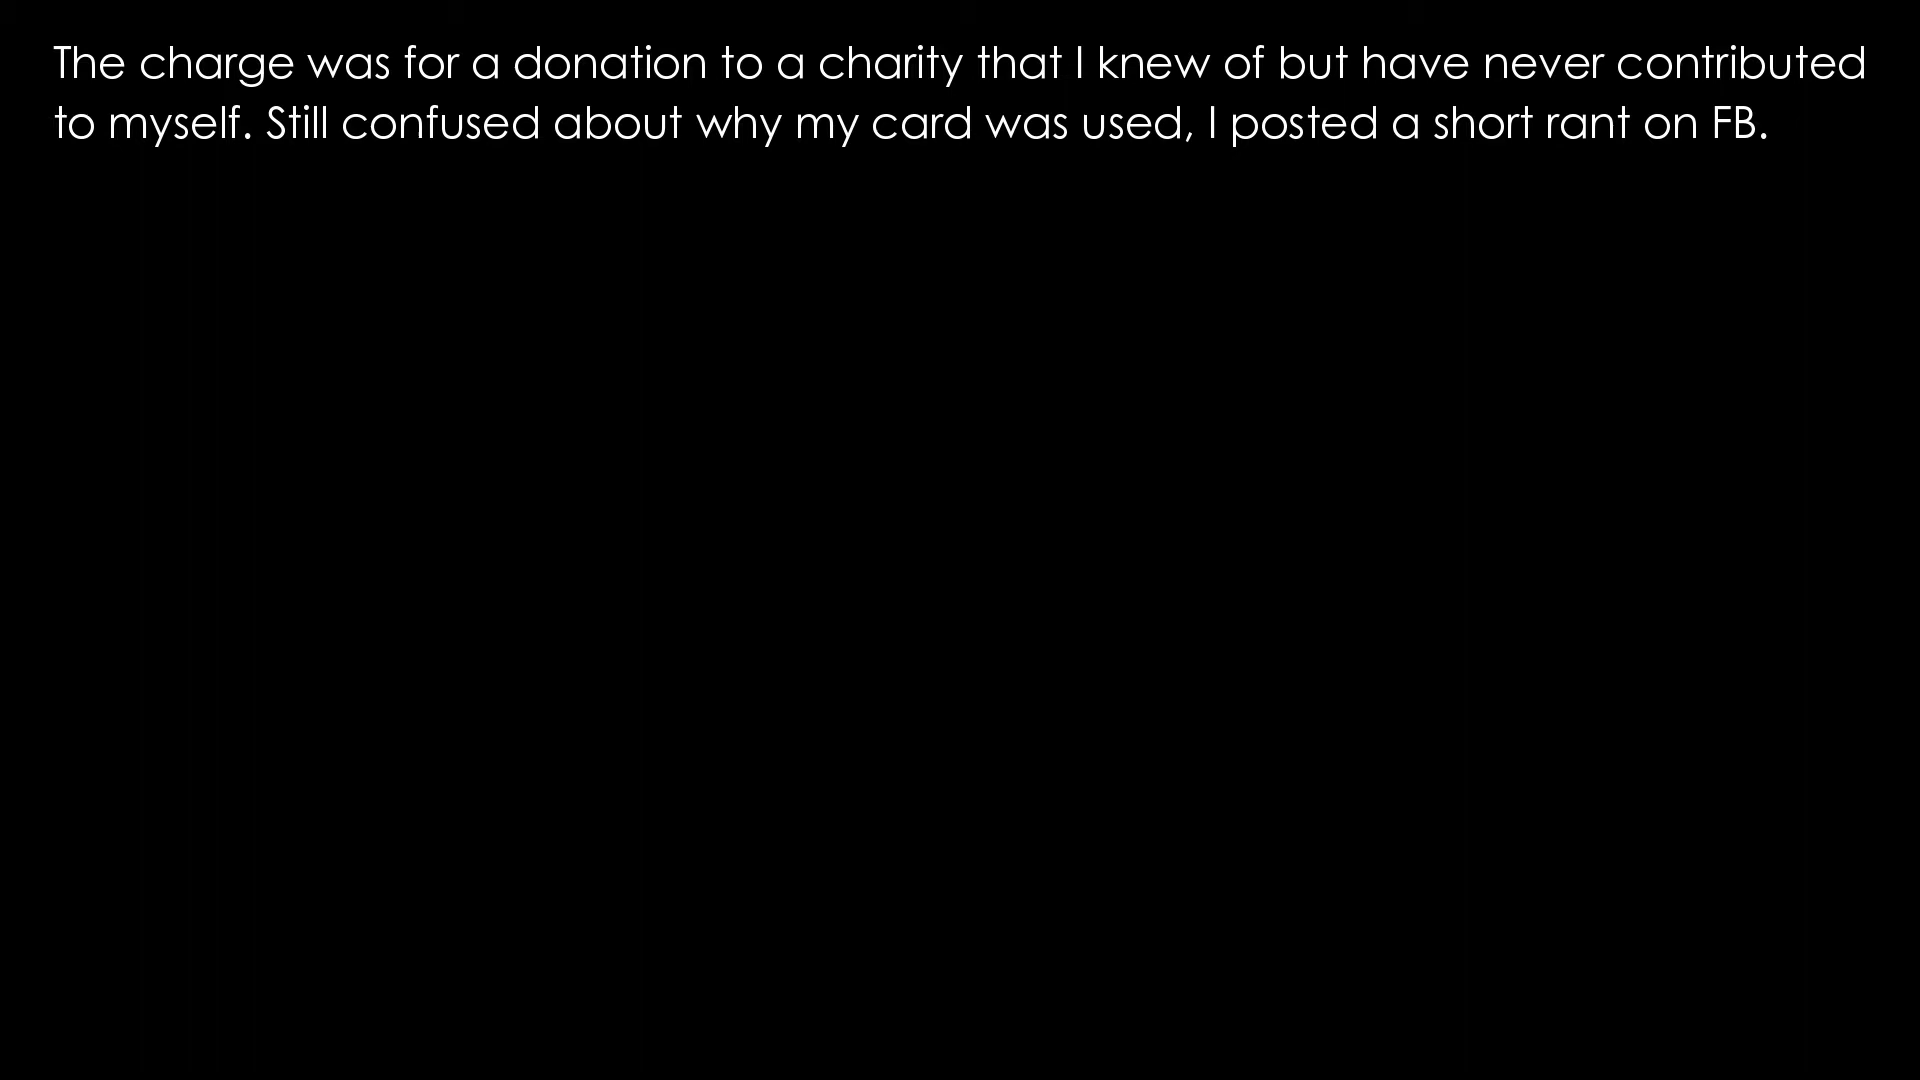 The charge was for a donation to a charity that I knew of but have never contributed
to myself. Still confused about why my card was used, I posted a short rant on FB.